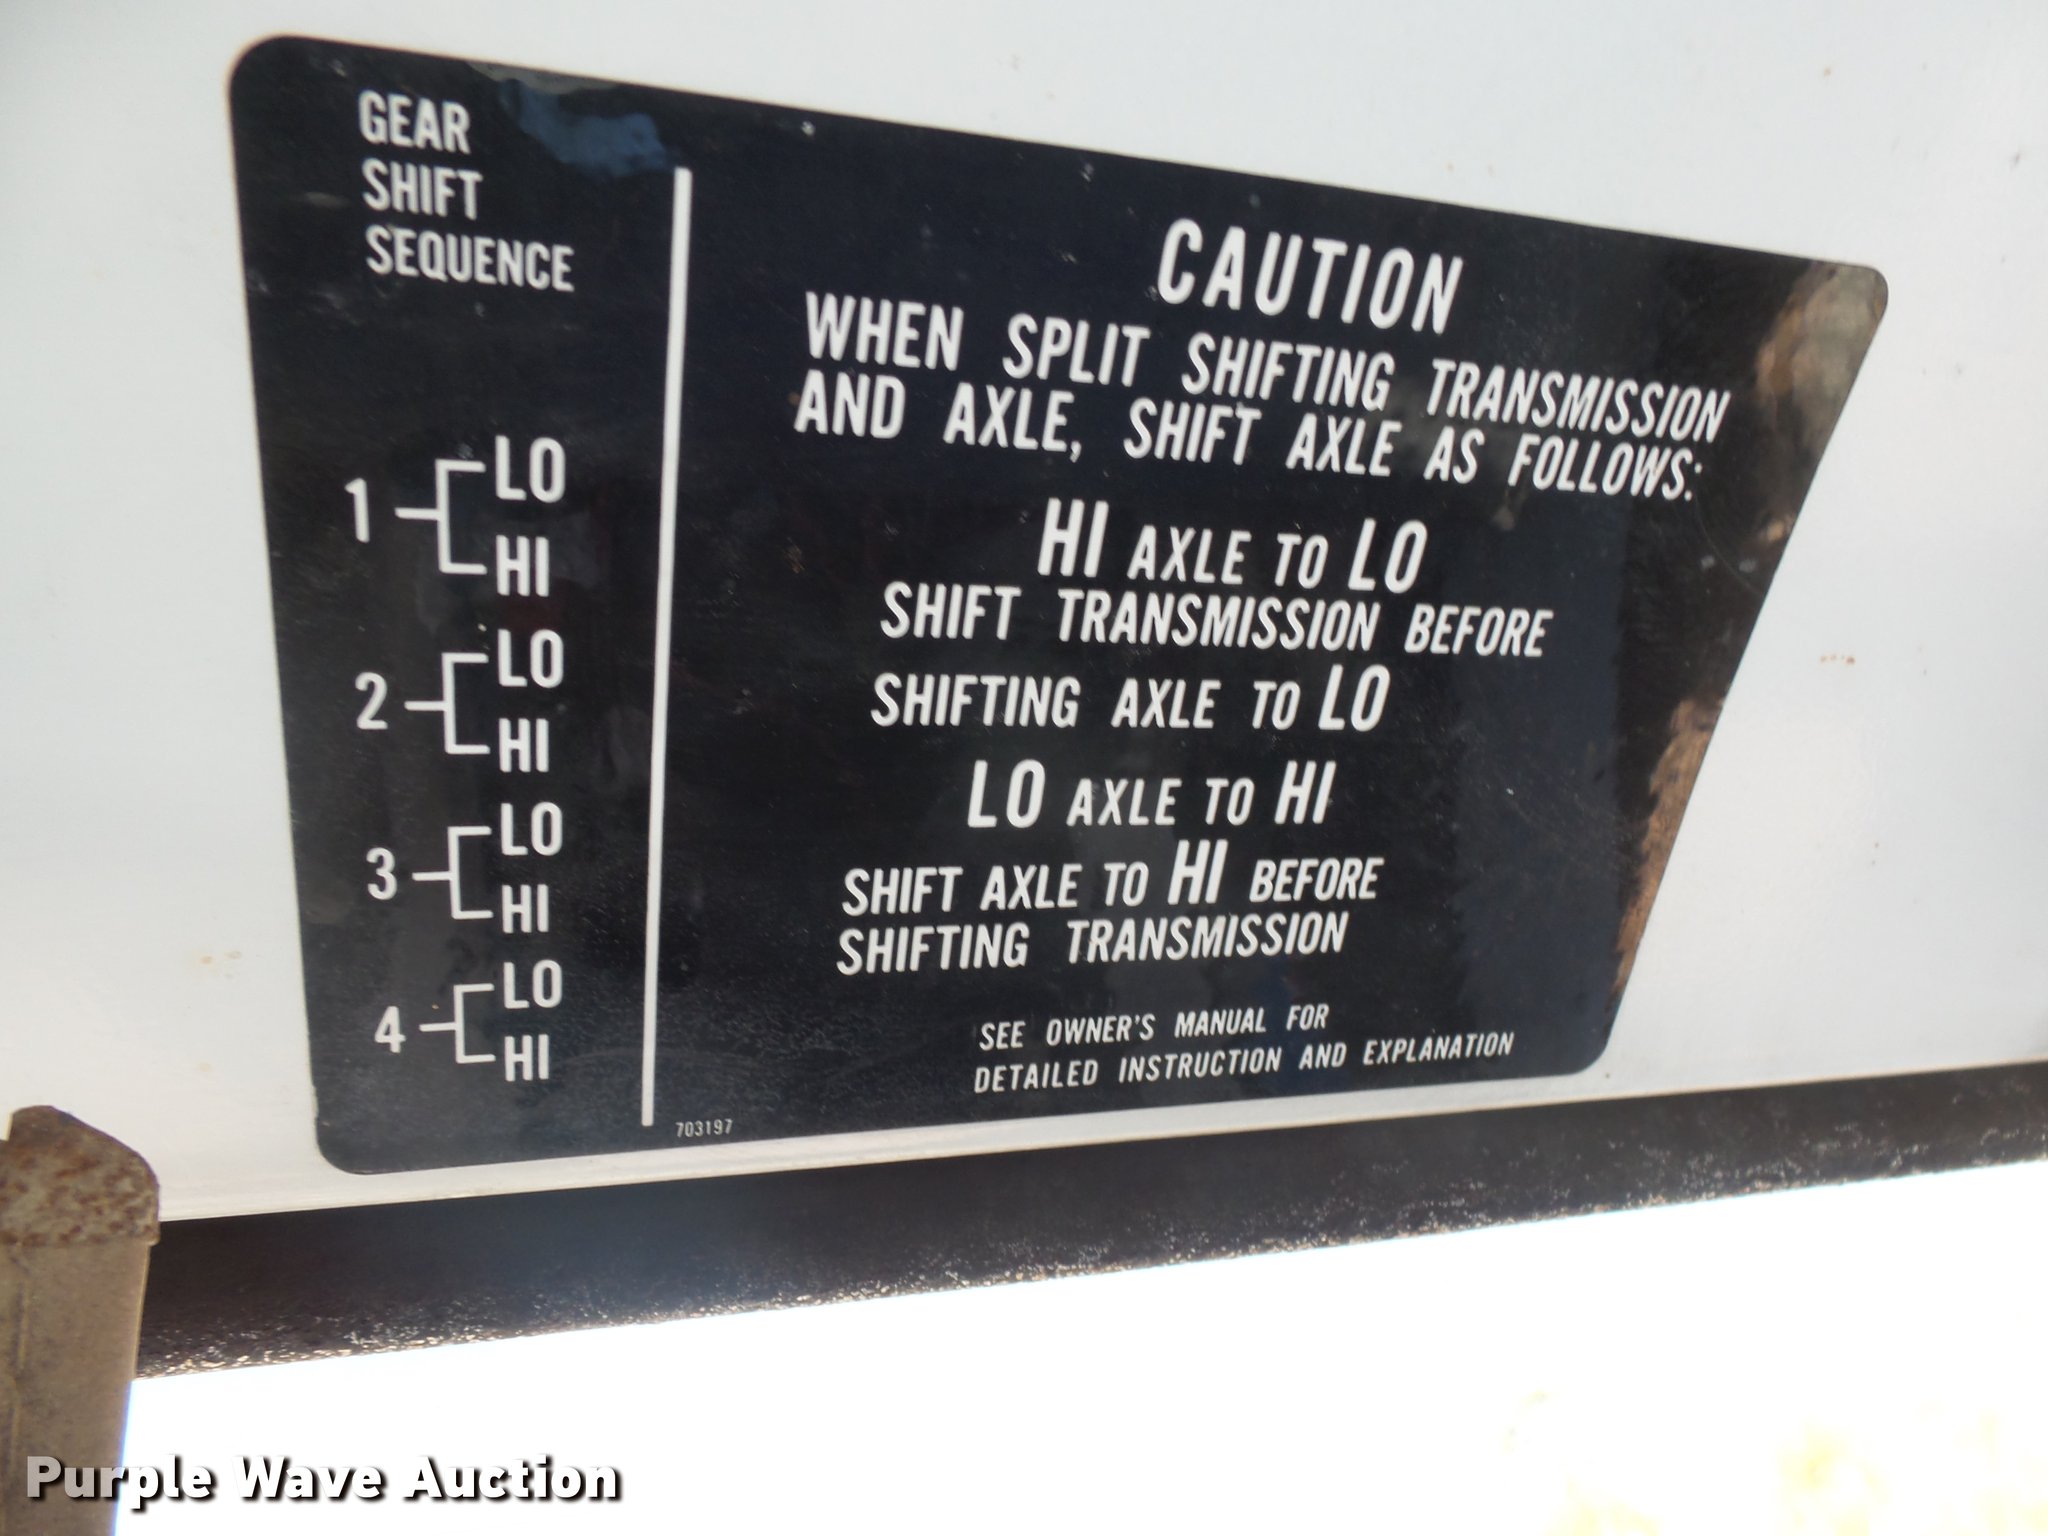 GEAR
SHIFT
SEQUENCE
1
LO
HI
2
LO
HI
3
LO
HI
4
LO
HI
CAUTION
WHEN SPLIT SHIFTING TRANSMISSION
AND AXLE, SHIFT AXLE AS FOLLOWS:
HI AXLE TO LO
SHIFT TRANSMISSION BEFORE
SHIFTING AXLE TO LO
LO AXLE TO HI
SHIFT AXLE TO HI BEFORE
SHIFTING TRANSMISSION
SEE OWNER'S MANUAL FOR
DETAILED INSTRUCTION AND EXPLANATION
703197
Purple Wave Auction